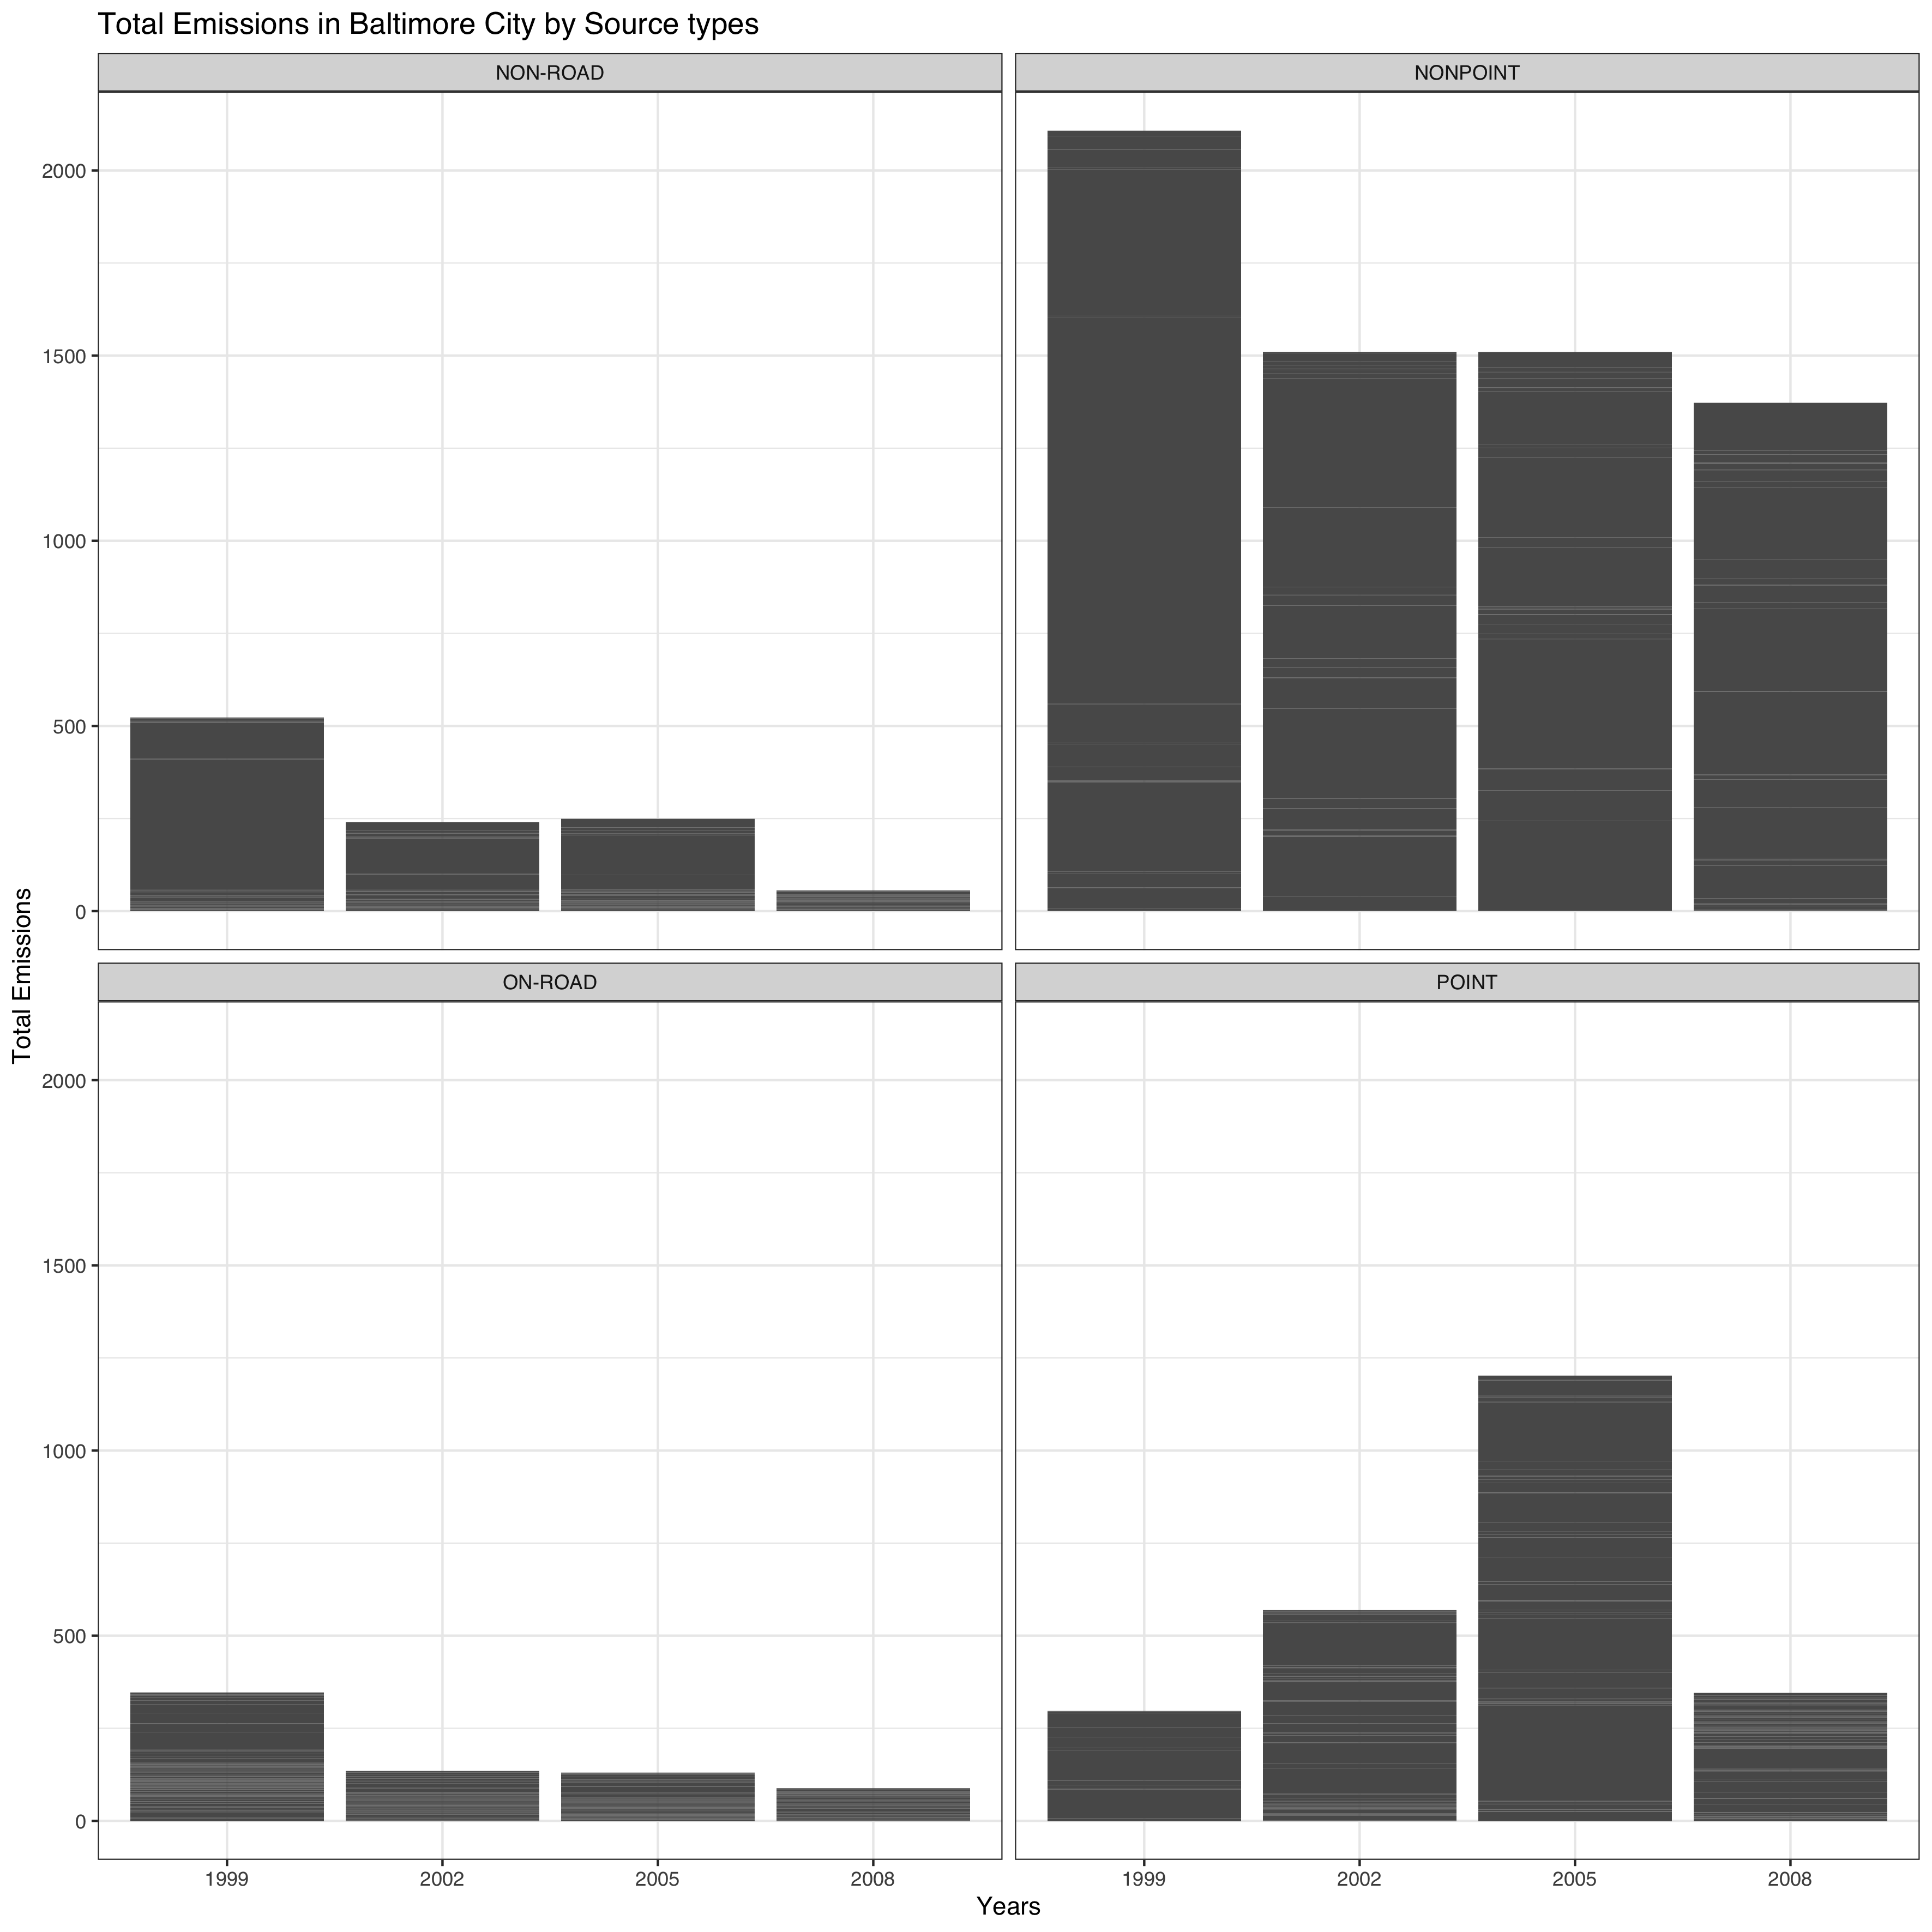 Total Emissions in Baltimore City by Source types
NON-ROAD
NONPOINT
2000
1500
1000
500
0
ON-ROAD
POINT
2000
1500
1000
500
0
Total Emissions
1999 2002 2005 2008
1999 2002 2005 2008
Years